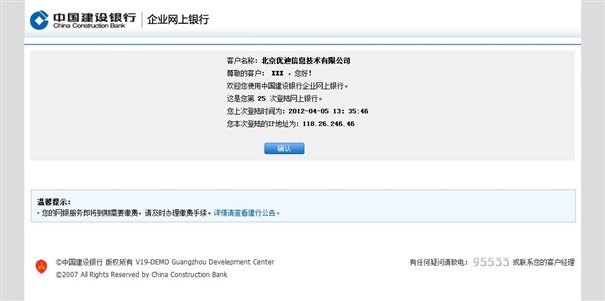 中国建设银行 企业网上银行
China Construction Bank
客户名称：北京优迪信息技术有限公司
尊敬的客户： XXX ，您好！
欢迎您使用中国建设银行企业网上银行。
这是您第 25 次登陆网上银行。
您上次登陆时间为：2012-04-05 13：35:46
您本次登陆的IP地址为：118.26.246.46
确认
温馨提示：
· 您的网银服务即将到期需要缴费，请及时办理缴费手续。详情请查看建行公告。
©中国建设银行 版权所有 V19-DEMO Guangzhou Development Center
©2007 All Rights Reserved by China Construction Bank
有任何疑问请致电：95533 或联系您的客户经理